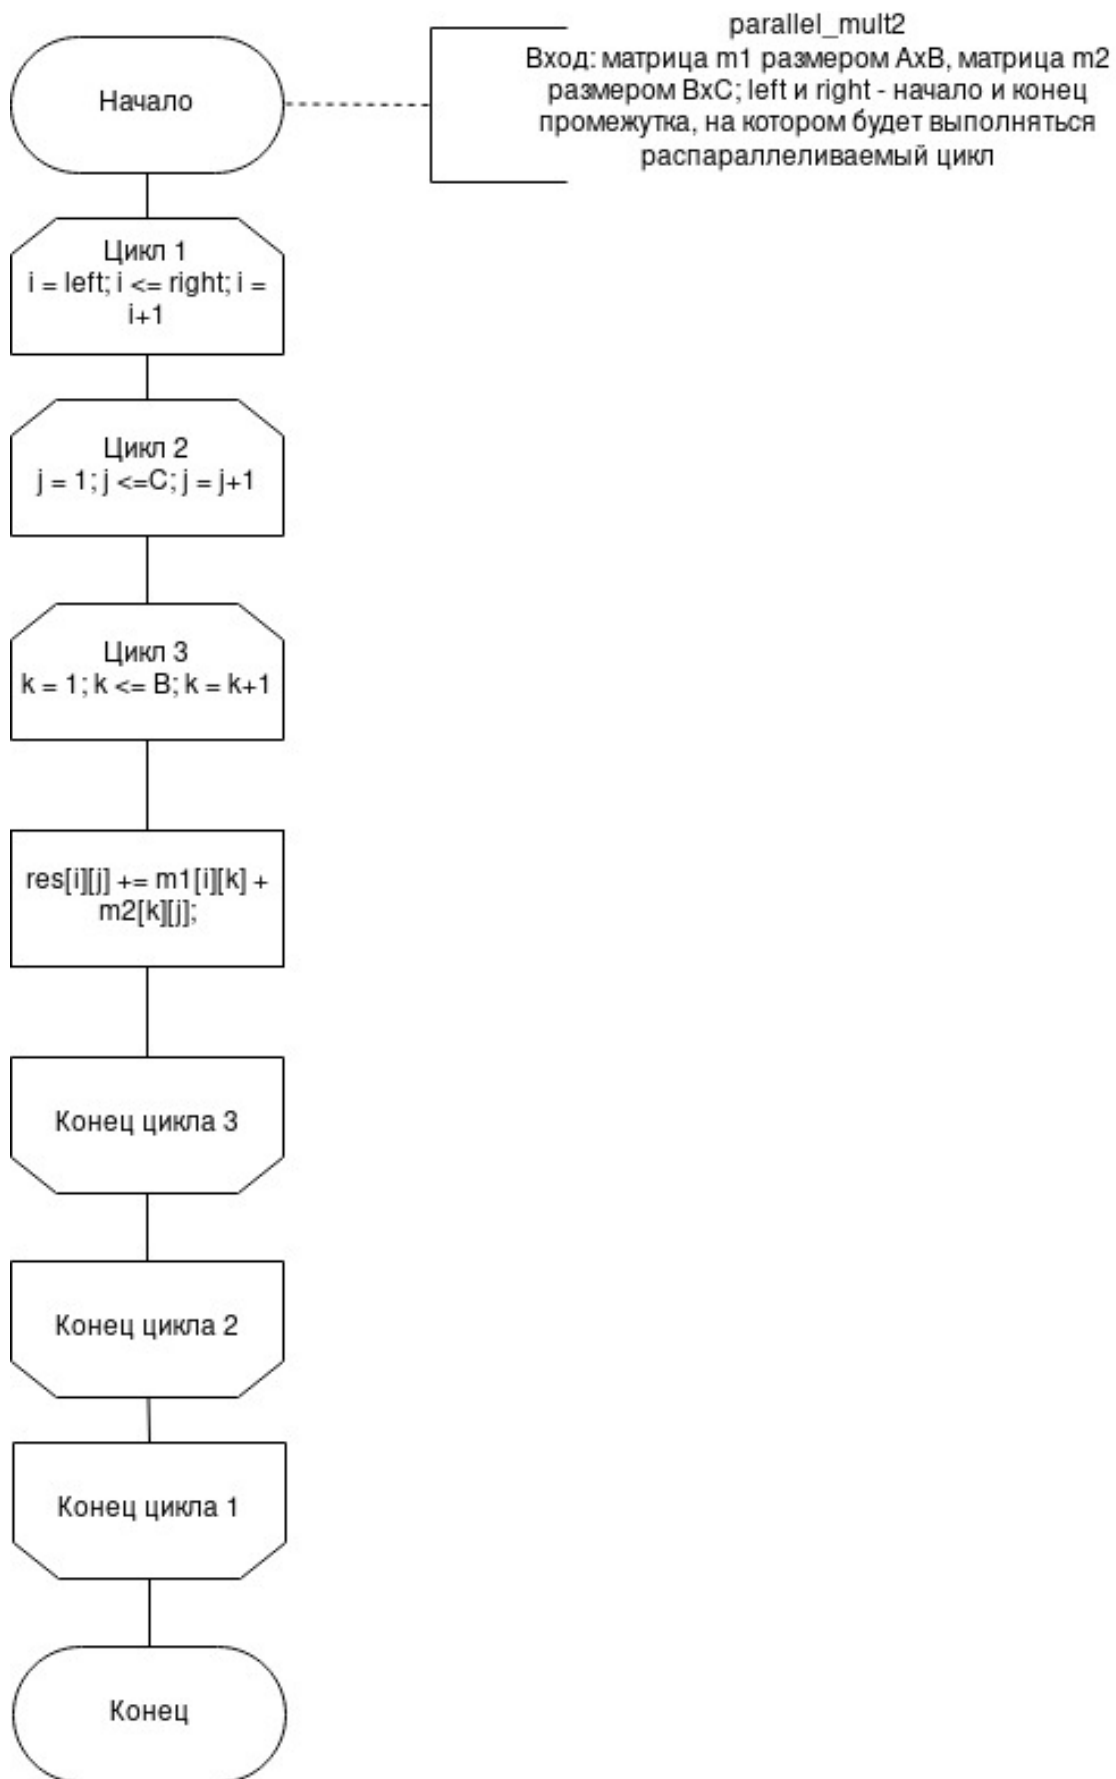 parallel_mult2
Вход: матрица m1 размером AxB, матрица m2
размером BxC; left и right - начало и конец
промежутка, на котором будет выполняться
распараллеливаемый цикл
Начало
Цикл 1
i = left; i <= right; i =
i+1
Цикл 2
j = 1; j <=C; j = j+1
Цикл 3
k = 1; k <= B; k = k+1
res[i][j] += m1[i][k] +
m2[k][j];
Конец цикла 3
Конец цикла 2
Конец цикла 1
Конец